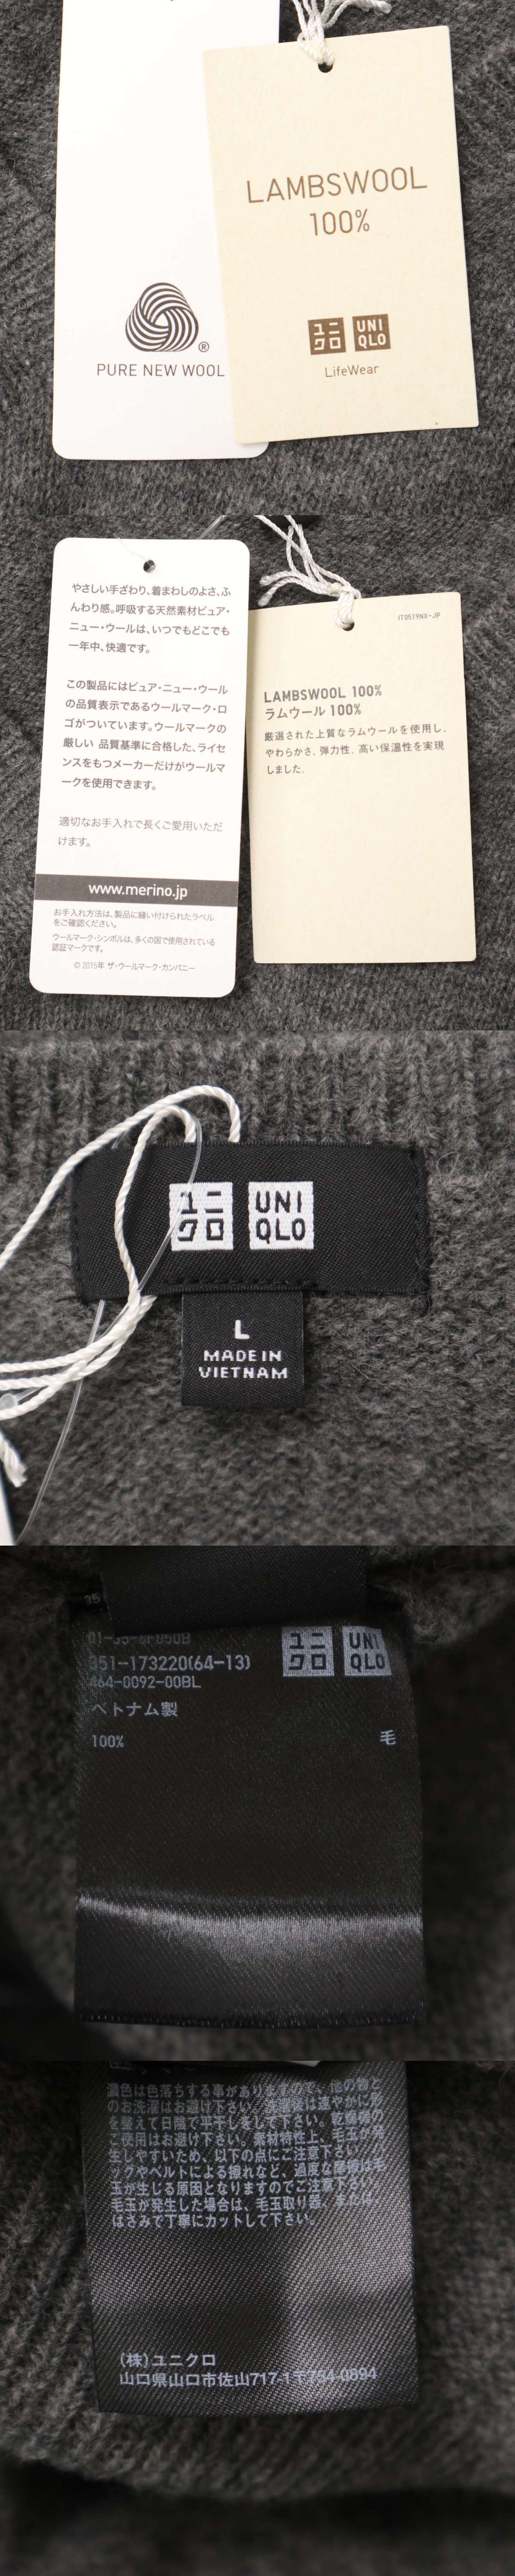 LAMBSWOOL
100%
ユニ
クロ
UNI
QLO
LifeWear
®
PURE NEW WOOL
やさしい手ざわり、着まわしのよさ、ふ
んわり感。呼吸する天然素材ピュア・
ニュー・ウールは、いつでもどこでも
一年中、快適です。
この製品にはピュア・ニュー・ウール
の品質表示であるウールマーク・ロ
ゴがついています。ウールマークの
厳しい 品質基準に合格した、ライセ
ンスをもつメーカーだけがウールマ
ークを使用できます。
適切なお手入れで長くご愛用いただ
けます。
www.merino.jp
お手入れ方法は、製品に縫い付けられたラベル
をご確認ください。
ウールマーク・シンボルは、多くの国で使用されている
認証マークです。
© 2015年 ザ・ウールマーク・カンパニー
IT0519NX-JP
LAMBSWOOL 100%
ラムウール 100%
厳選された上質なラムウールを使用し、
やわらかさ、弾力性、高い保温性を実現
しました。
ユニ
クロ
UNI
QLO
L
MADE IN
VIETNAM
351-173220(64-13)
464-0092-00BL
ユニ
クロ
UNI
QLO
ベトナム製
100% 毛
濃色は色落ちする事がありますので、他の物と
のお洗濯はお避け下さい。洗濯後は速やかに形
を整えて日陰で平干しをして下さい。乾燥機の
ご使用はお避け下さい。素材特性上、毛玉が発
生しやすいため、以下の点にご注意下さい。
ッグやベルトによる擦れなど、過度な摩擦は毛
玉が生じる原因となりますのでご注意下さい。
毛玉が発生した場合は、毛玉取り器、または、
はさみで丁寧にカットして下さい。
(株)ユニクロ
山口県山口市佐山717-1〒754-0894